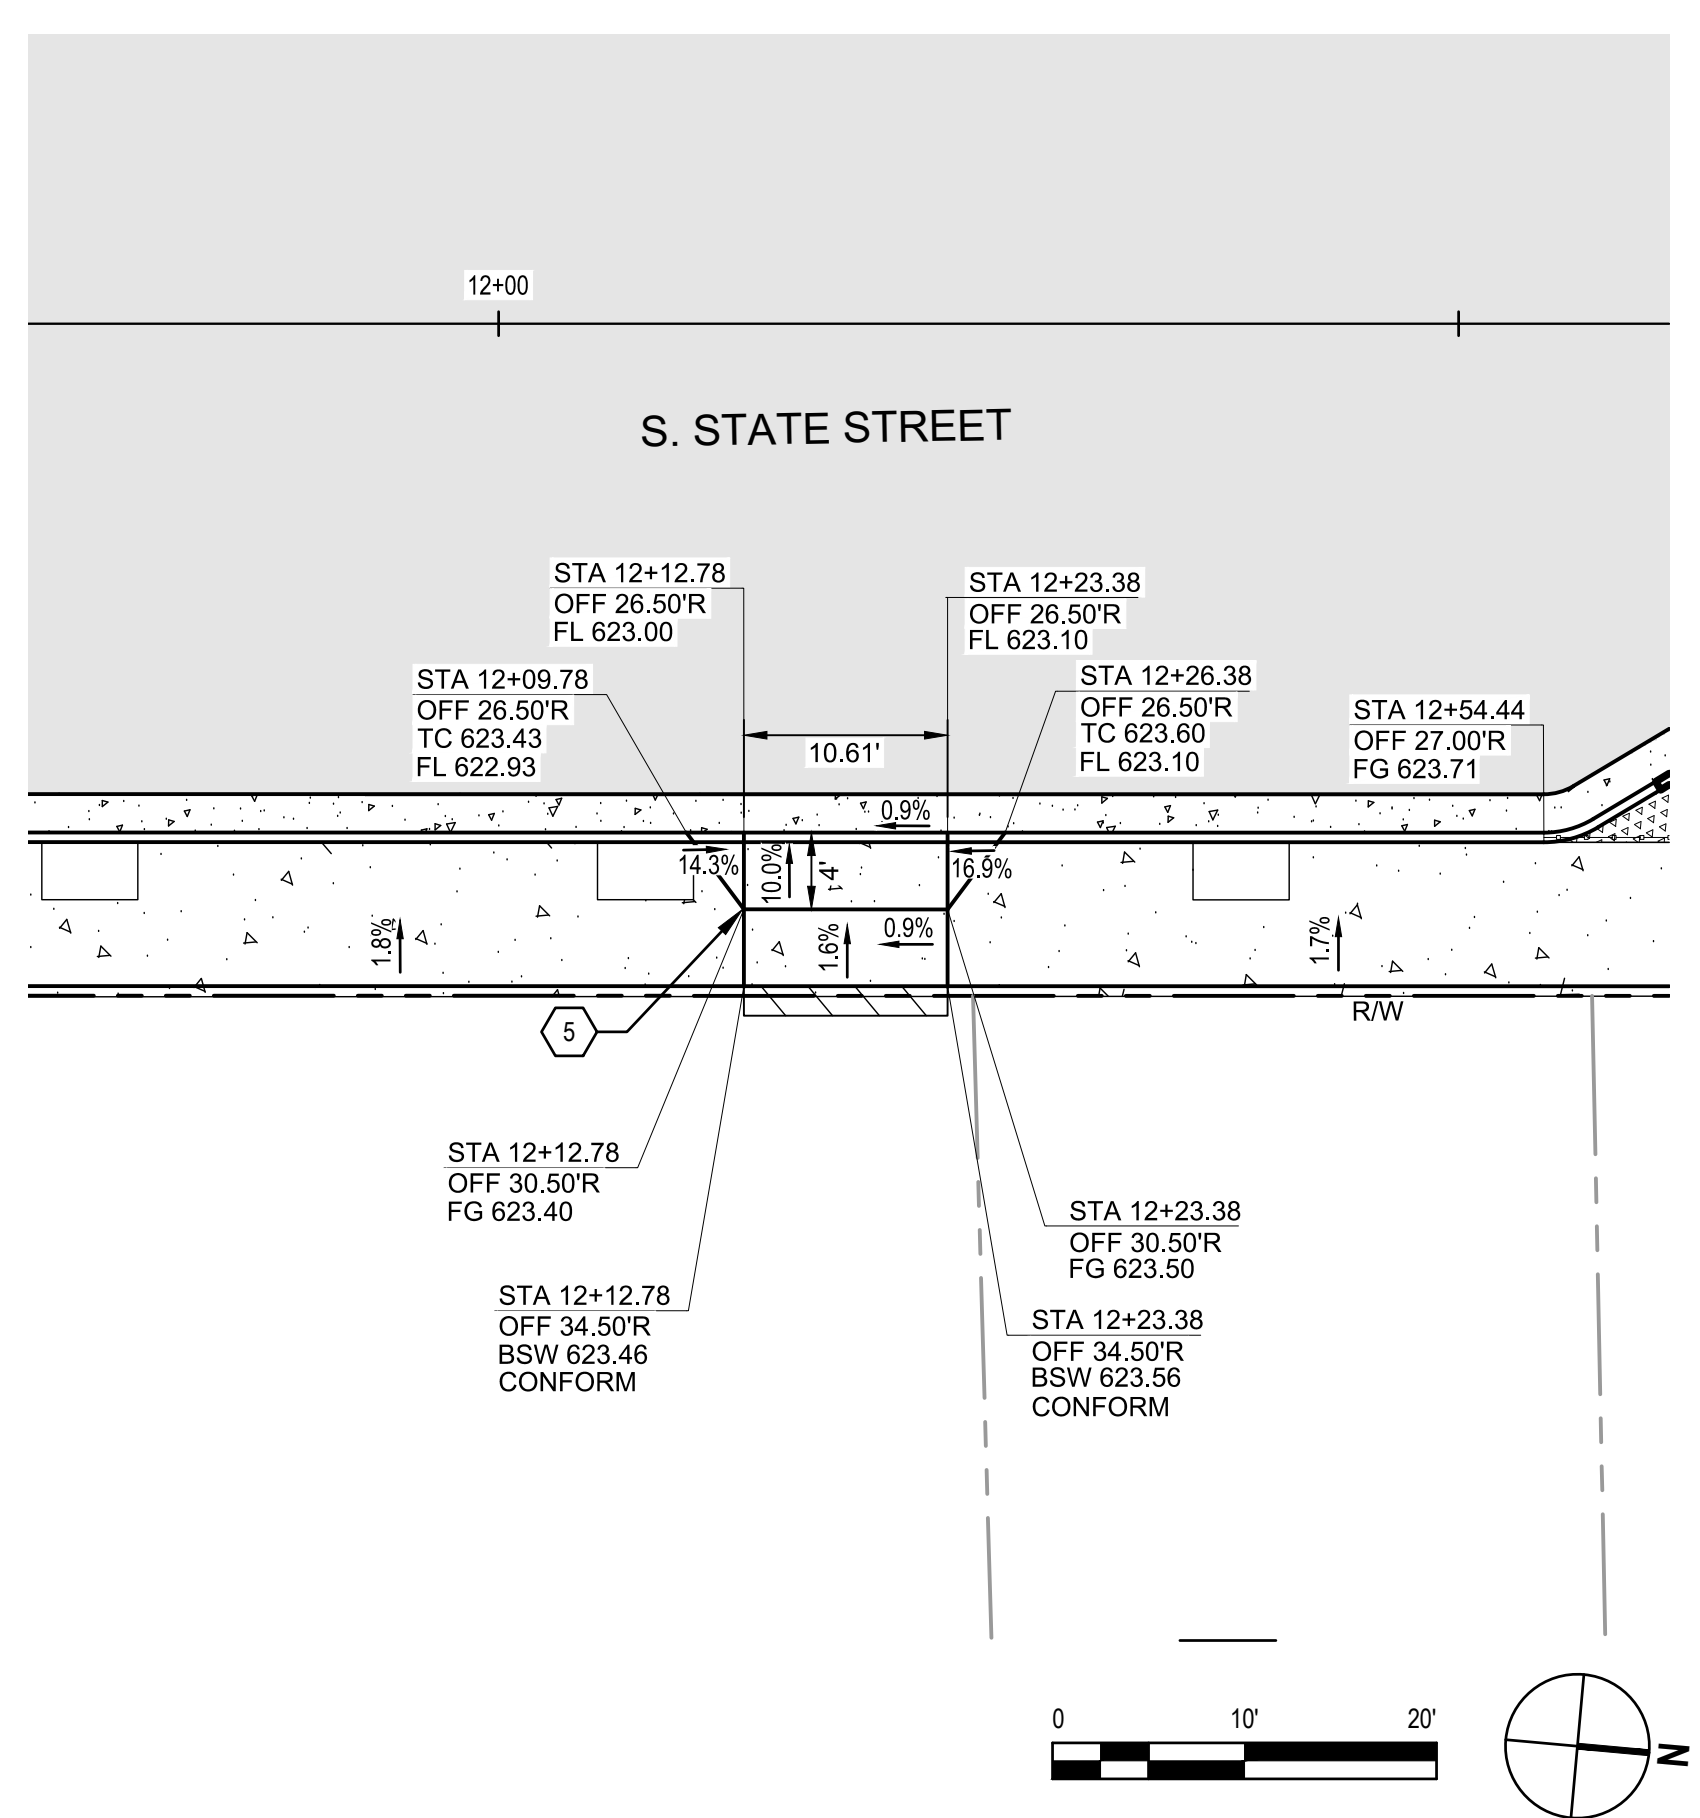 12+00
S. STATE STREET
STA 12+12.78
OFF 26.50'R
FL 623.00
STA 12+23.38
OFF 26.50'R
FL 623.10
STA 12+09.78
OFF 26.50'R
TC 623.43
FL 622.93
STA 12+26.38
OFF 26.50'R
TC 623.60
FL 623.10
STA 12+54.44
OFF 27.00'R
FG 623.71
10.61'
0.9%
14.3%
10.0%
4'
16.9%
1.8%
1.6%
0.9%
1.7%
R/W
5
STA 12+12.78
OFF 30.50'R
FG 623.40
STA 12+23.38
OFF 30.50'R
FG 623.50
STA 12+12.78
OFF 34.50'R
BSW 623.46
CONFORM
STA 12+23.38
OFF 34.50'R
BSW 623.56
CONFORM
0 10' 20'
N